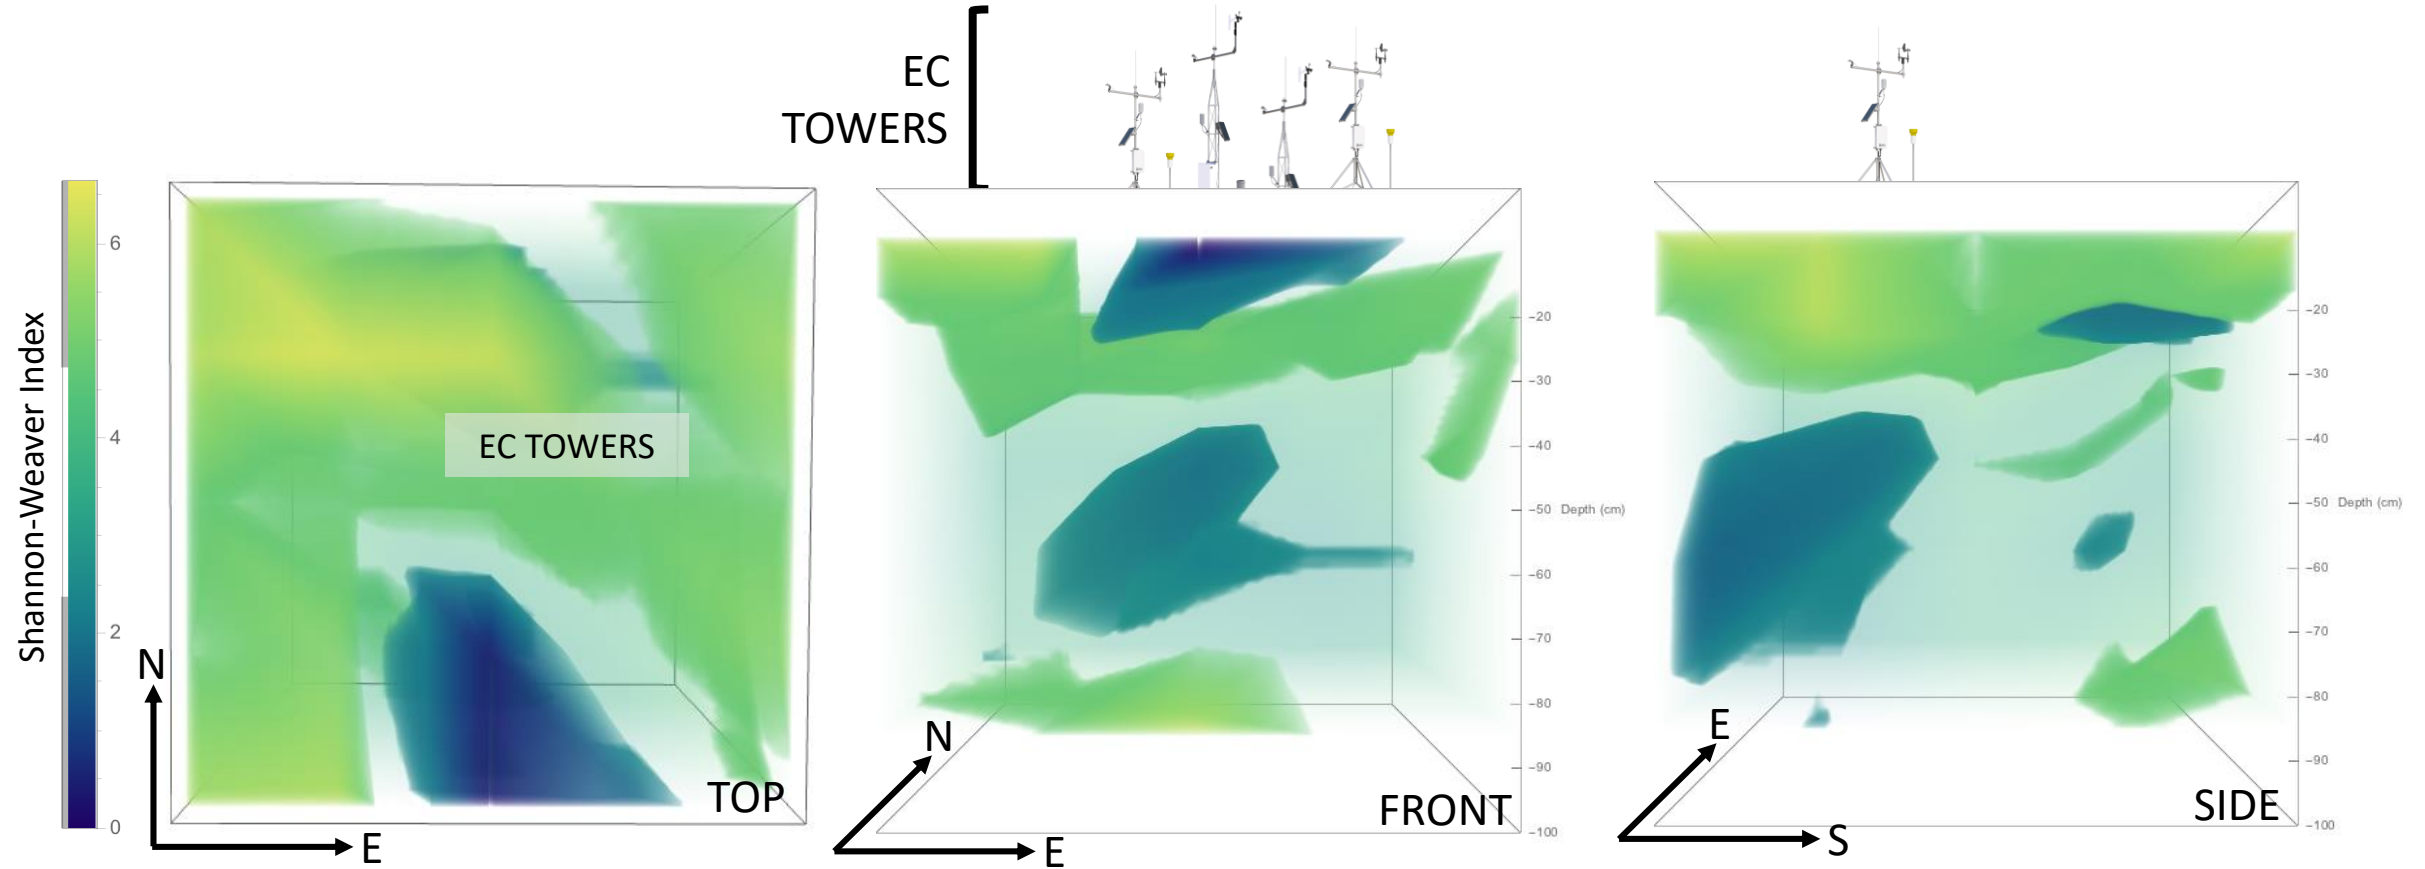 Shannon-Weaver Index
6
4
2
0
N
E
EC TOWERS
TOP
EC
TOWERS
−20
−30
−40
−50 Depth (cm)
−60
−70
−80
−90
−100
N
E
FRONT
−20
−30
−40
−50 Depth (cm)
−60
−70
−80
−90
−100
E
S
SIDE